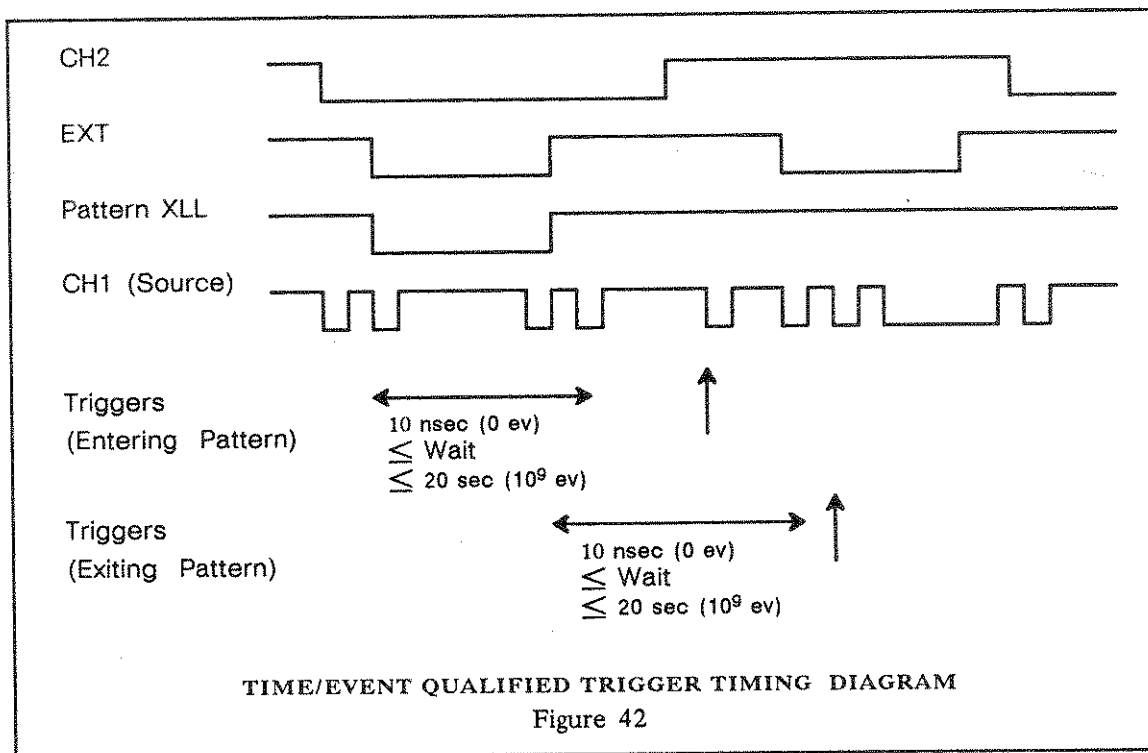 CH2
EXT
Pattern XLL
CH1 (Source)
Triggers
(Entering Pattern)
10 nsec (0 ev)
≤ Wait
≤ 20 sec (10⁹ ev)
Triggers
(Exiting Pattern)
10 nsec (0 ev)
≤ Wait
≤ 20 sec (10⁹ ev)
TIME/EVENT QUALIFIED TRIGGER TIMING DIAGRAM
Figure 42